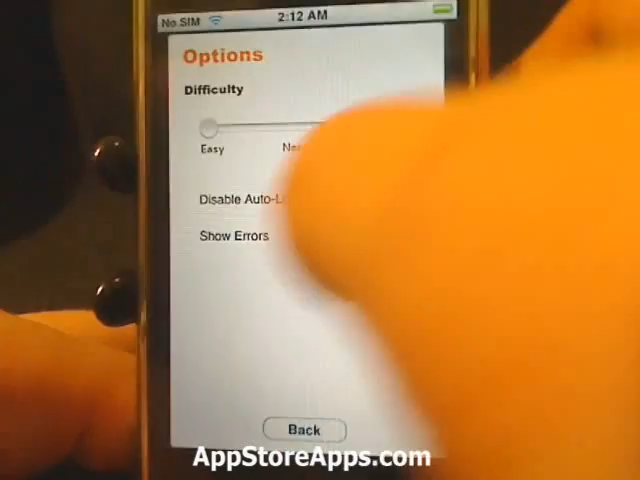 No SIM 2:12 AM
Options
Difficulty
Easy
Disable Auto-L
Show Errors
Back
AppStoreApps.com